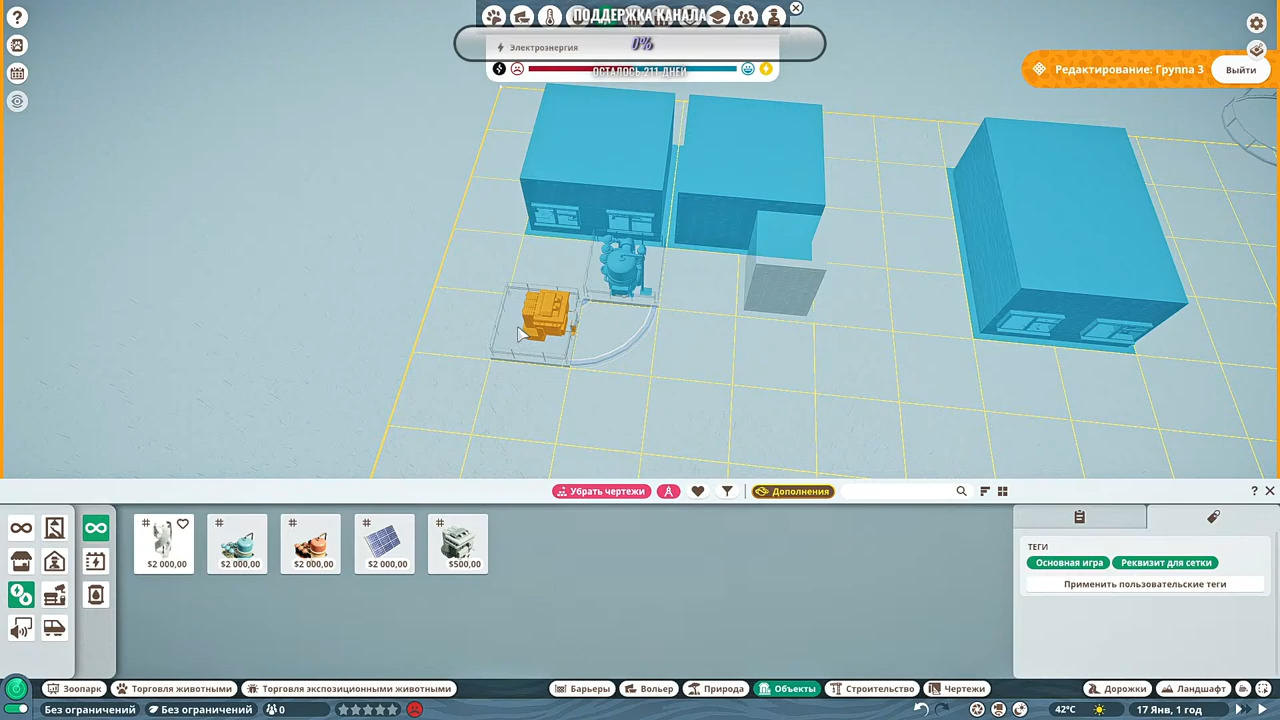 ПОДДЕРЖКА КАНАЛА
0%
Электроэнергия
ОСТАЛОСЬ 211 ДНЕЙ
Редактирование: Группа 3
Выйти
Убрать чертежи
Дополнения
$2 000,00
$2 000,00
$2 000,00
$2 000,00
$500,00
ТЕГИ
Основная игра
Реквизит для сетки
Применить пользовательские теги
Зоопарк
Торговля животными
Торговля экспозиционными животными
Барьеры
Вольер
Природа
Объекты
Строительство
Чертежи
Дорожки
Ландшафт
Без ограничений
Без ограничений
0
42°C
17 Янв, 1 год